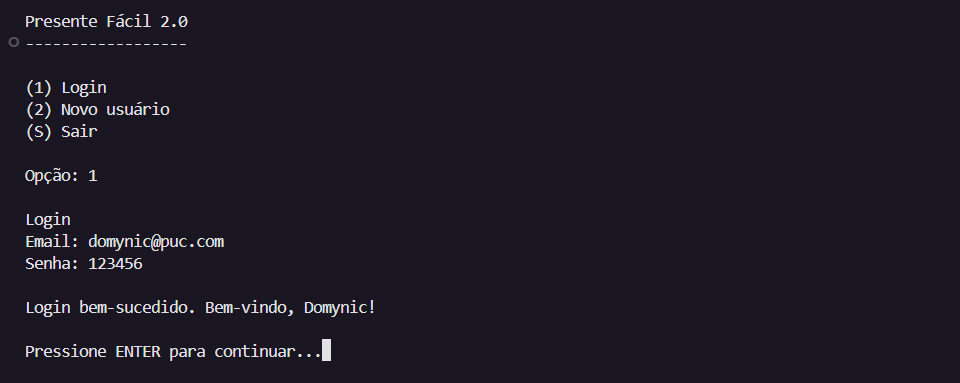 Presente Fácil 2.0
------------------
(1) Login
(2) Novo usuário
(S) Sair
Opção: 1
Login
Email: domynic@puc.com
Senha: 123456
Login bem-sucedido. Bem-vindo, Domynic!
Pressione ENTER para continuar...